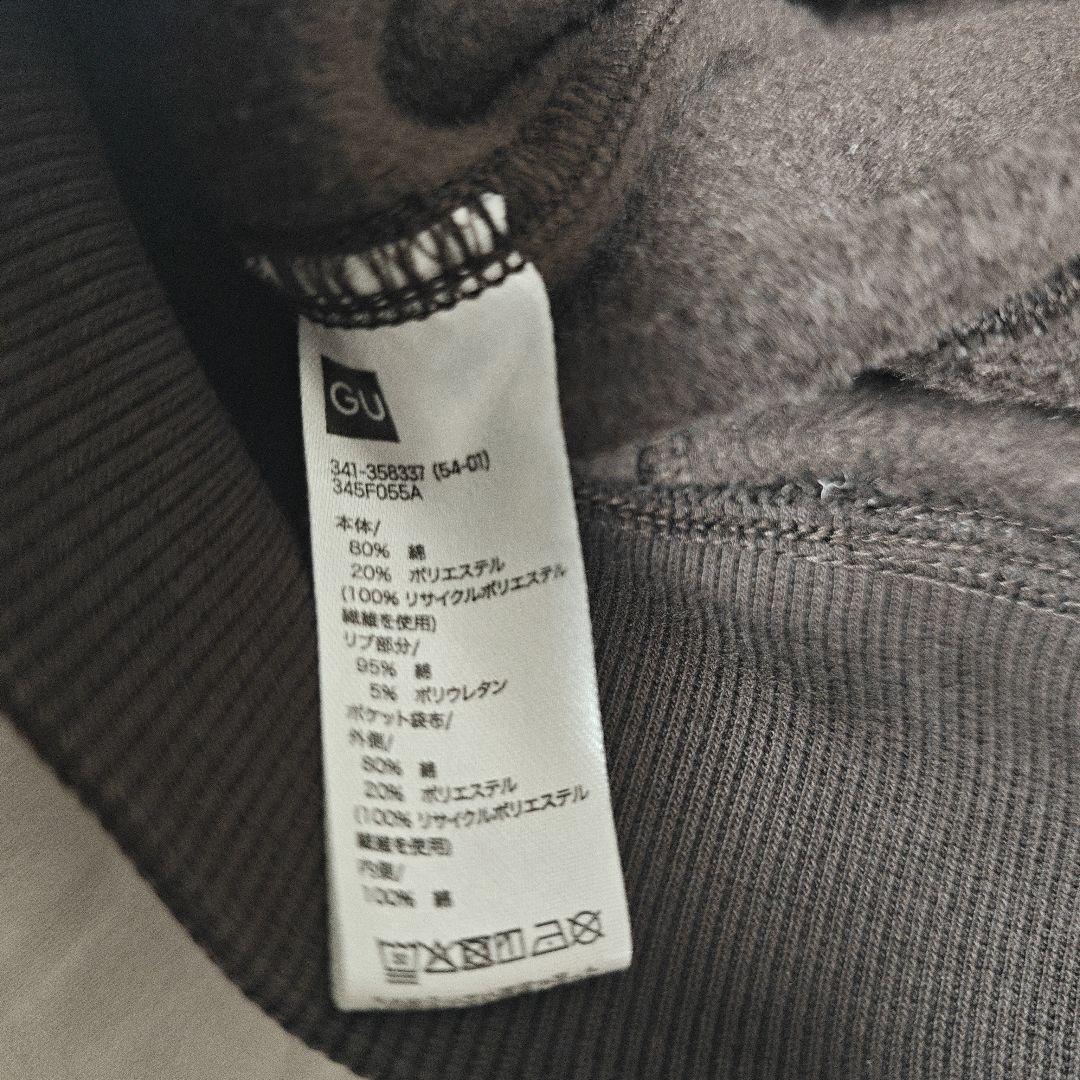 GU
341-358337 (54-01)
345F055A
本体/
80% 綿
20% ポリエステル
(100% リサイクルポリエステル
繊維を使用)
リブ部分/
95% 綿
5% ポリウレタン
ポケット袋布/
外側/
80% 綿
20% ポリエステル
(100% リサイクルポリエステル
繊維を使用)
内側/
100% 綿